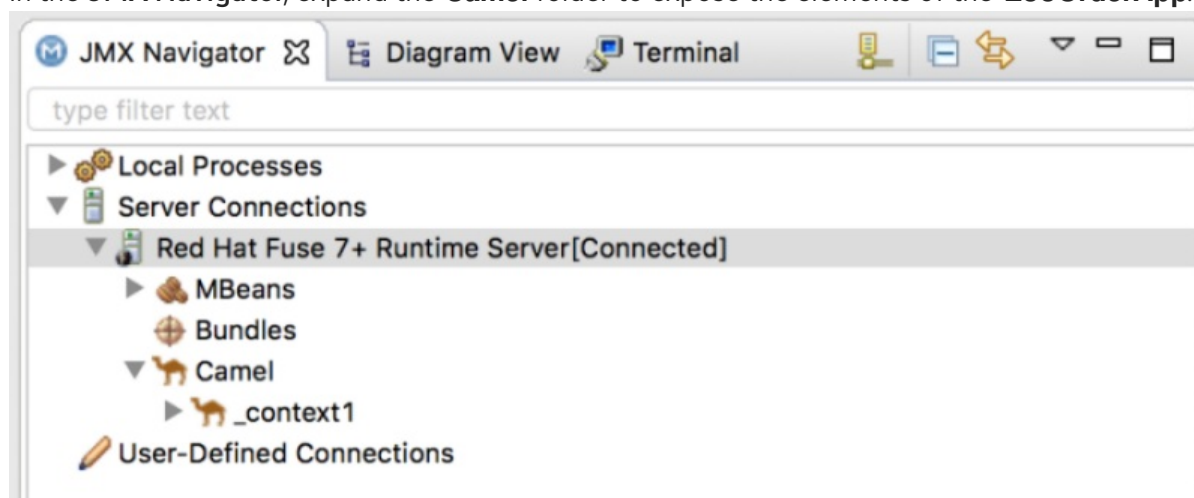 JMX Navigator Diagram View Terminal
type filter text
Local Processes
Server Connections
Red Hat Fuse 7+ Runtime Server[Connected]
MBeans
Bundles
Camel
_context1
User-Defined Connections